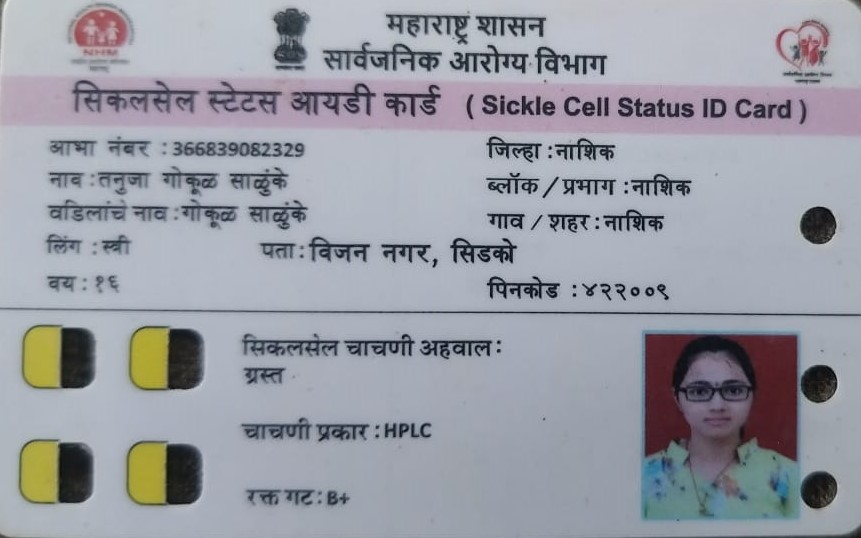 महाराष्ट्र शासन
सार्वजनिक आरोग्य विभाग
NHM
सिकलसेल स्टेटस आयडी कार्ड ( Sickle Cell Status ID Card )
आभा नंबर : 366839082329
जिल्हा : नाशिक
नाव : तनुजा गोकूळ साळुंके
ब्लॉक / प्रभाग : नाशिक
वडिलांचे नाव : गोकूळ साळुंके
गाव / शहर : नाशिक
लिंग : स्त्री
पता : विजन नगर, सिडको
वय : १६
पिनकोड : ४२२००९
सिकलसेल चाचणी अहवाल :
ग्रस्त
चाचणी प्रकार : HPLC
रक्त गट : B+